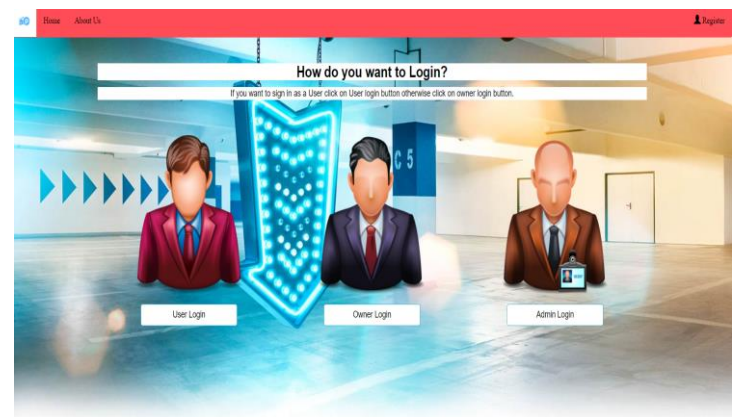 Home About Us Register
How do you want to Login?
If you want to sign in as a User click on User login button otherwise click on owner login button.
C 5
User Login Owner Login Admin Login